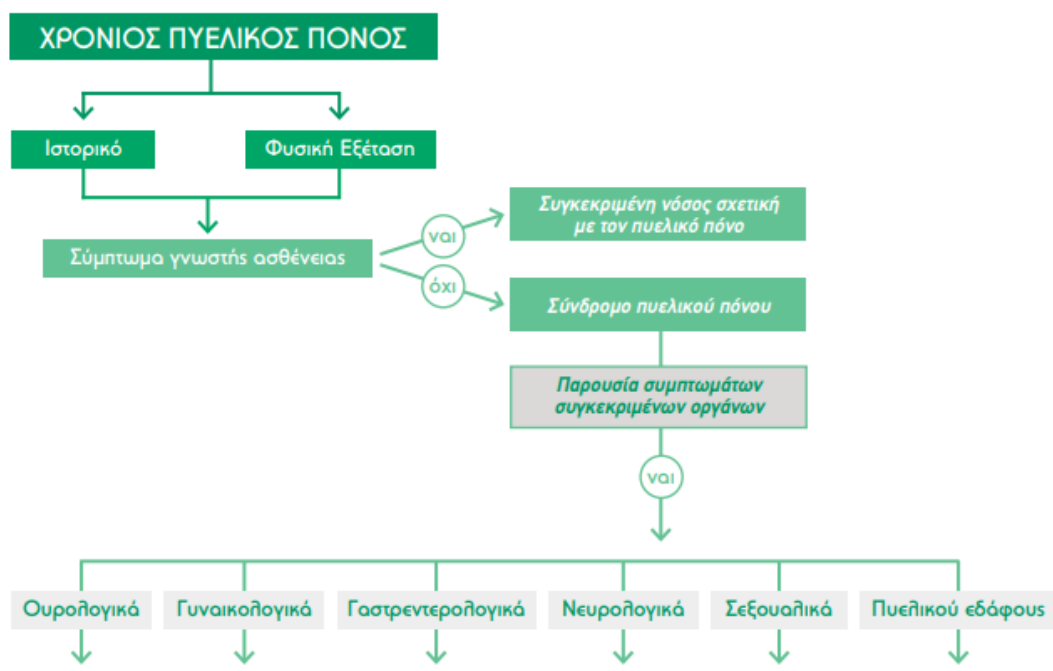 ΧΡΟΝΙΟΣ ΠΥΕΛΙΚΟΣ ΠΟΝΟΣ
Ιστορικό
Φυσική Εξέταση
Σύμπτωμα γνωστής ασθένειας
ναι
Συγκεκριμένη νόσος σχετική
με τον πυελικό πόνο
όχι
Σύνδρομο πυελικού πόνου
Παρουσία συμπτωμάτων
συγκεκριμένων οργάνων
ναι
Ουρολογικά
Γυναικολογικά
Γαστρεντερολογικά
Νευρολογικά
Σεξουαλικά
Πυελικού εδάφους